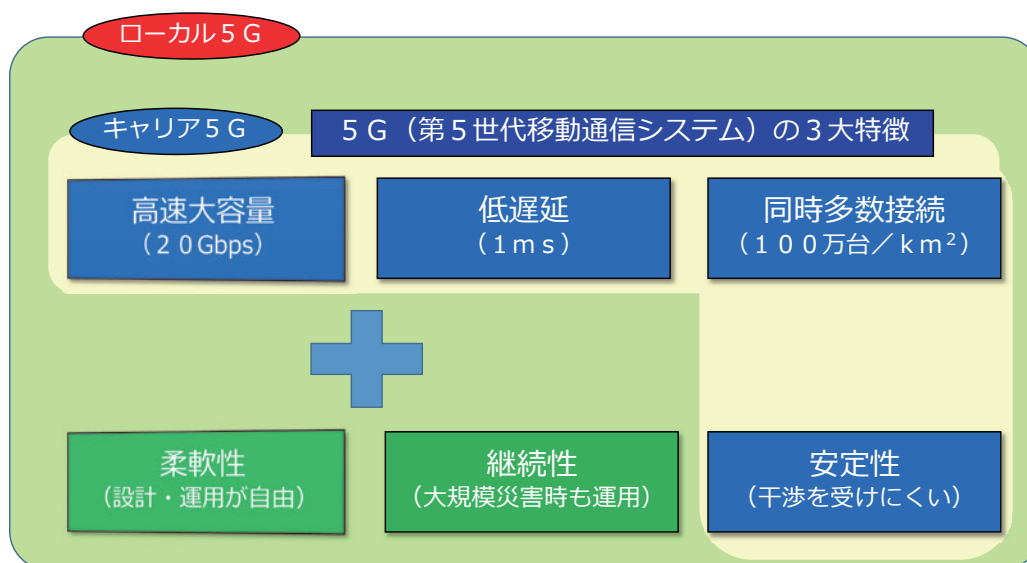 ローカル５Ｇ
キャリア５Ｇ
５Ｇ（第５世代移動通信システム）の３大特徴
高速大容量
（２０Gbps）
低遅延
（１ｍｓ）
同時多数接続
（１００万台／ｋｍ²）
柔軟性
（設計・運用が自由）
継続性
（大規模災害時も運用）
安定性
（干渉を受けにくい）